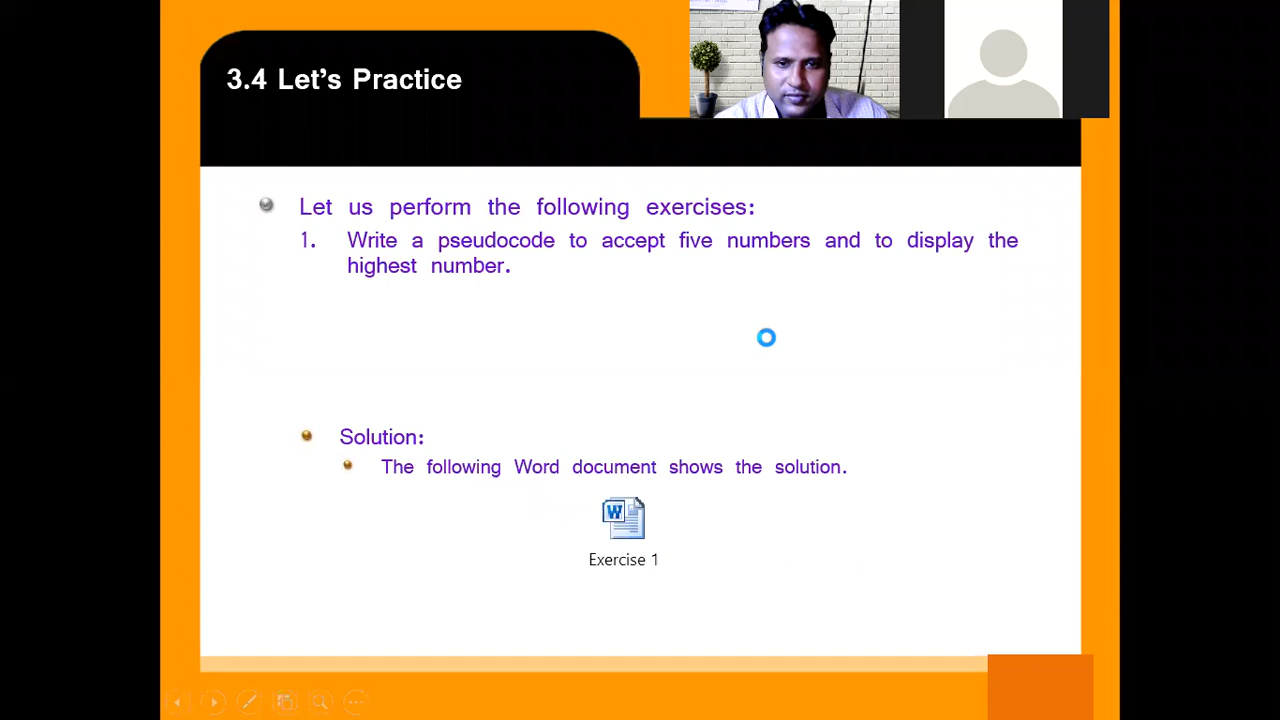 3.4 Let's Practice
Let us perform the following exercises:
1. Write a pseudocode to accept five numbers and to display the
highest number.
Solution:
The following Word document shows the solution.
W
Exercise 1